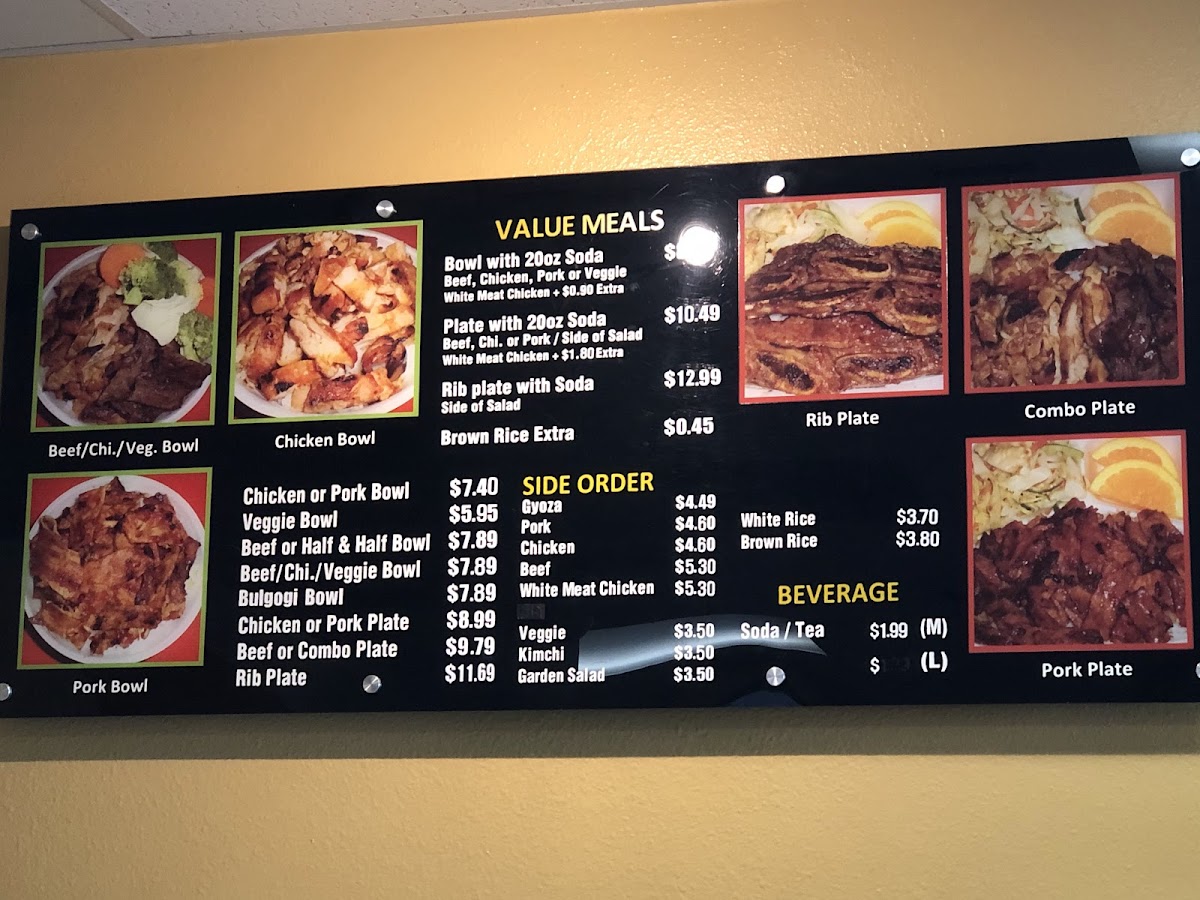 VALUE MEALS
Bowl with 20oz Soda
Beef, Chicken, Pork or Veggie
White Meat Chicken + $0.90 Extra
Plate with 20oz Soda $10.49
Beef, Chi. or Pork / Side of Salad
White Meat Chicken + $1.80 Extra
Rib plate with Soda $12.99
Side of Salad
Brown Rice Extra $0.45
Beef/Chi./Veg. Bowl
Chicken Bowl
Rib Plate
Combo Plate
Pork Bowl
Chicken or Pork Bowl $7.40
Veggie Bowl $5.95
Beef or Half & Half Bowl $7.89
Beef/Chi./Veggie Bowl $7.89
Bulgogi Bowl $7.89
Chicken or Pork Plate $8.99
Beef or Combo Plate $9.79
Rib Plate $11.69
SIDE ORDER
Gyoza $4.49
Pork $4.60
Chicken $4.60
Beef $5.30
White Meat Chicken $5.30
Veggie $3.50
Kimchi $3.50
Garden Salad $3.50
White Rice $3.70
Brown Rice $3.80
BEVERAGE
Soda / Tea $1.99 (M)
$ (L)
Pork Plate